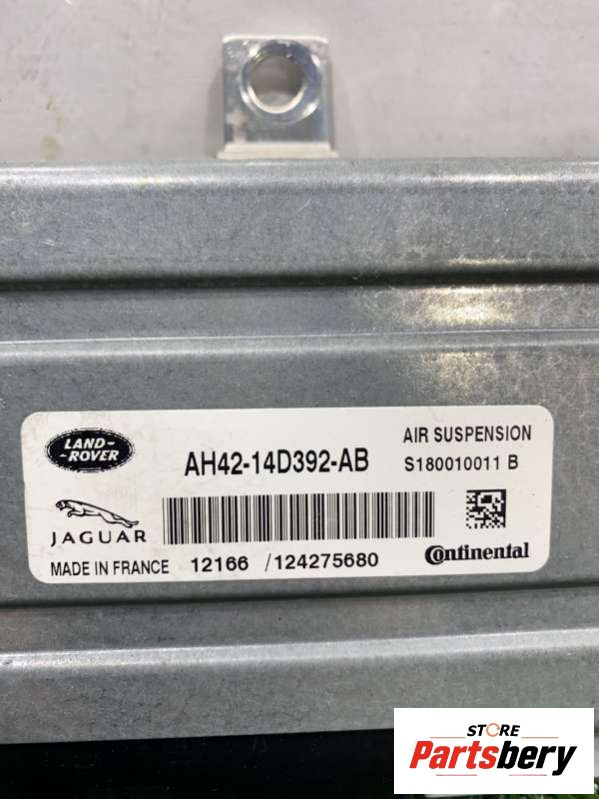 LAND-
ROVER
AH42-14D392-AB
AIR SUSPENSION
S180010011 B
JAGUAR
MADE IN FRANCE
12166 /124275680
Continental
STORE
Partsbery